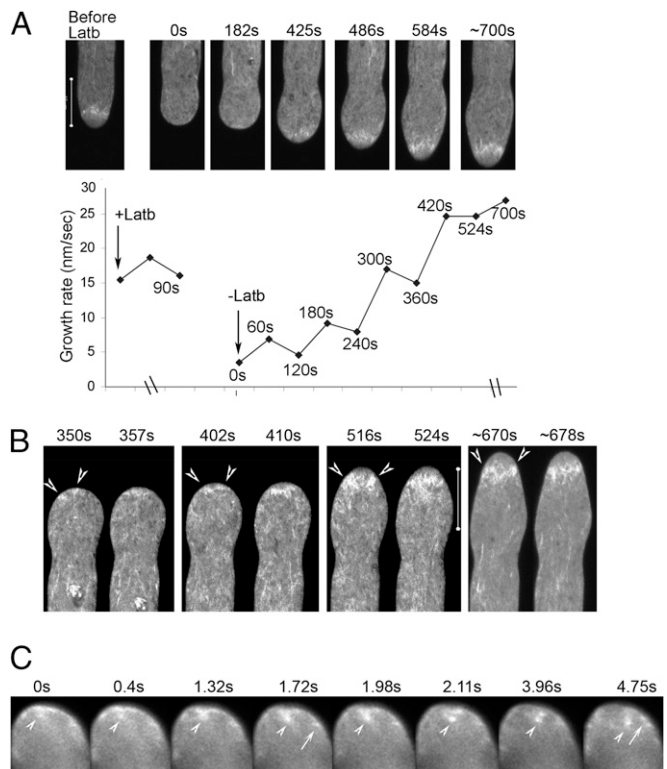 A
Before
Latb
0s 182s 425s 486s 584s ~700s
30
25
20
15
10
5
0
Growth rate (nm/sec)
+Latb
90s
-Latb
0s
60s
120s
180s
240s
300s
360s
420s
524s
700s
B
350s 357s 402s 410s 516s 524s ~670s ~678s
C
0s 0.4s 1.32s 1.72s 1.98s 2.11s 3.96s 4.75s